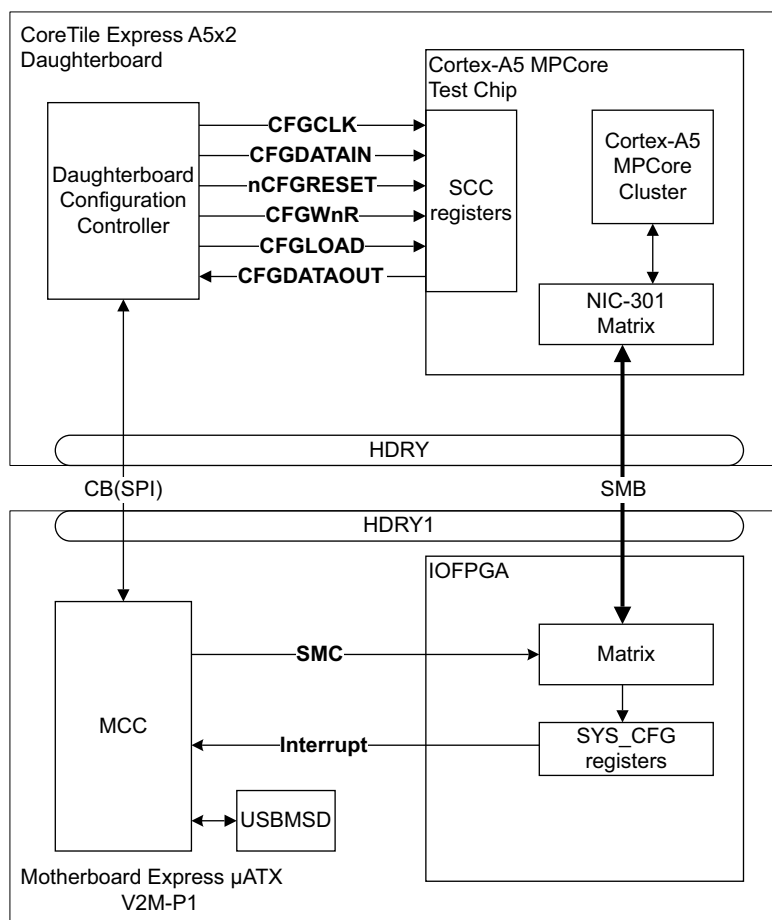 CoreTile Express A5x2
Daughterboard
Cortex-A5 MPCore
Test Chip
Daughterboard
Configuration
Controller
CFGCLK
CFGDATAIN
nCFGRESET
CFGWnR
CFGLOAD
CFGDATAOUT
SCC
registers
Cortex-A5
MPCore
Cluster
NIC-301
Matrix
HDRY
CB(SPI)
SMB
HDRY1
IOFPGA
MCC
SMC
Matrix
Interrupt
SYS_CFG
registers
USBMSD
Motherboard Express µATX
V2M-P1